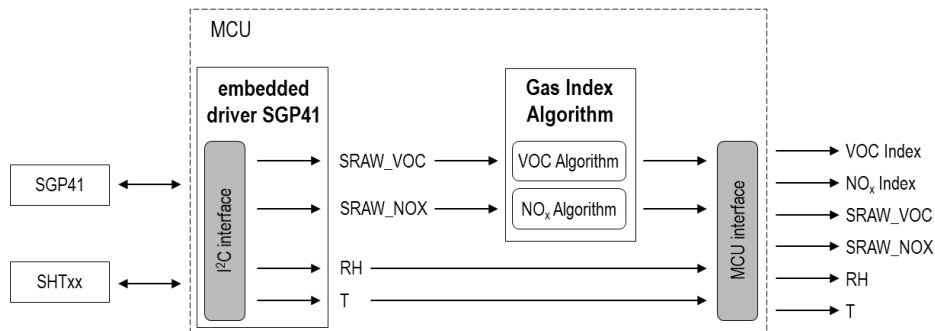 MCU
embedded
driver SGP41
Gas Index
Algorithm
I²C interface
SRAW_VOC
VOC Algorithm
SRAW_NOX
NOₓ Algorithm
RH
T
MCU interface
SGP41
SHTxx
VOC Index
NOₓ Index
SRAW_VOC
SRAW_NOX
RH
T